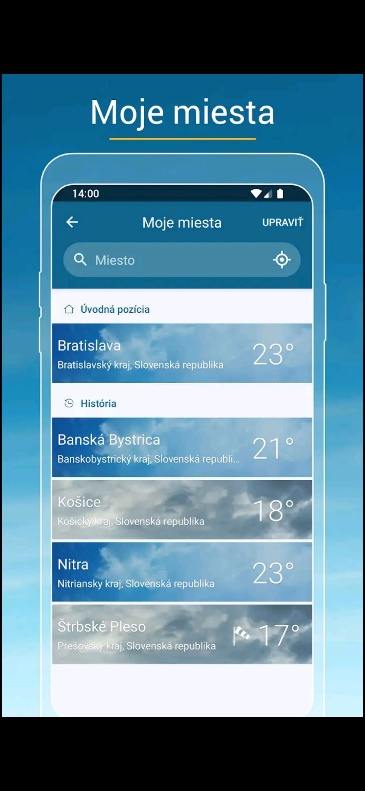 Moje miesta
14:00
Moje miesta
UPRAVIŤ
Miesto
Úvodná pozícia
Bratislava
23°
Bratislavský kraj, Slovenská republika
História
Banská Bystrica
21°
Banskobystrický kraj, Slovenská republi...
Košice
18°
Košický kraj, Slovenská republika
Nitra
23°
Nitriansky kraj, Slovenská republika
Štrbské Pleso
17°
Prešovský kraj, Slovenská republika